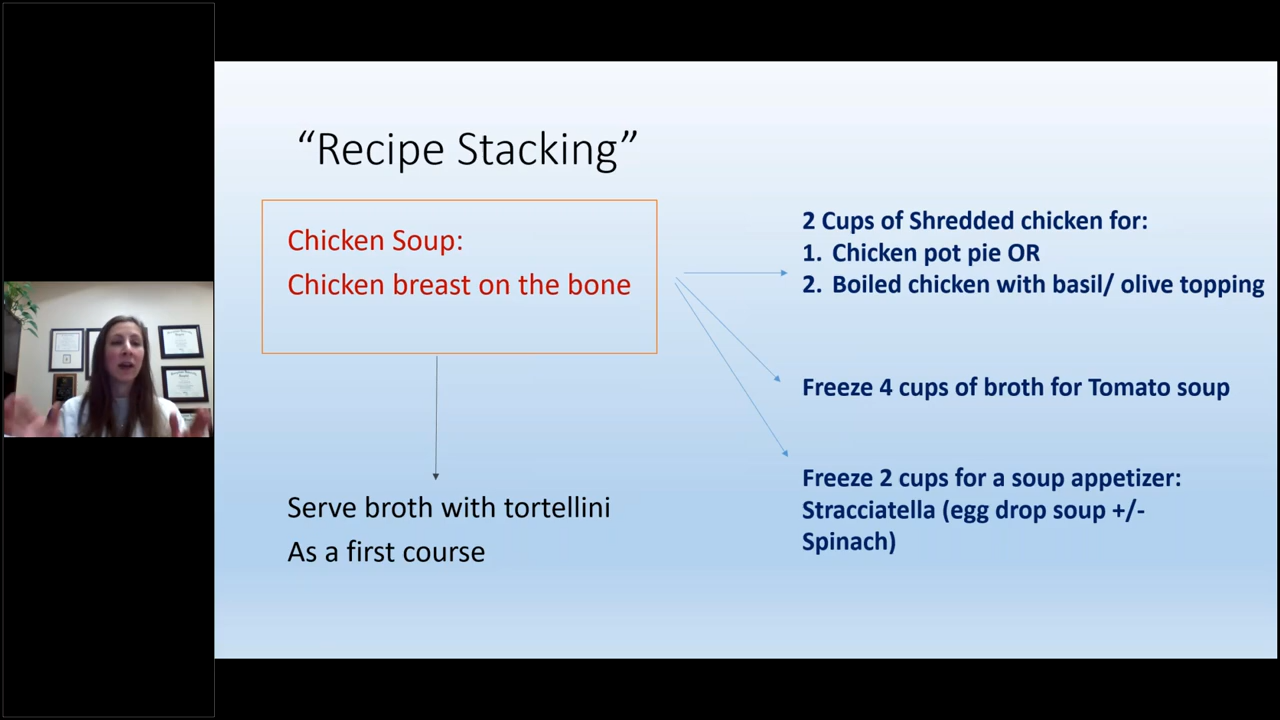 “Recipe Stacking”
Chicken Soup:
Chicken breast on the bone
Serve broth with tortellini
As a first course
2 Cups of Shredded chicken for:
1. Chicken pot pie OR
2. Boiled chicken with basil/ olive topping
Freeze 4 cups of broth for Tomato soup
Freeze 2 cups for a soup appetizer:
Stracciatella (egg drop soup +/-
Spinach)